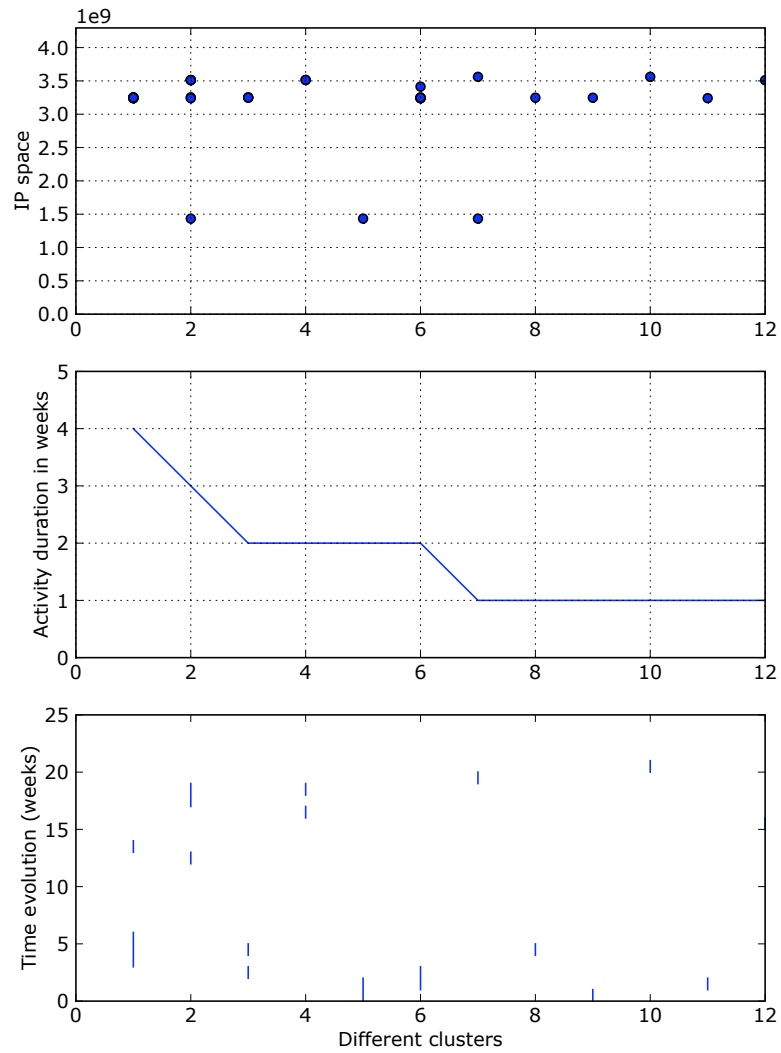 1e9
4.0
3.5
3.0
2.5
2.0
1.5
1.0
0.5
0.0
IP space
0 2 4 6 8 10 12
5
4
3
2
1
0
Activity duration in weeks
0 2 4 6 8 10 12
25
20
15
10
5
0
Time evolution (weeks)
0 2 4 6 8 10 12
Different clusters